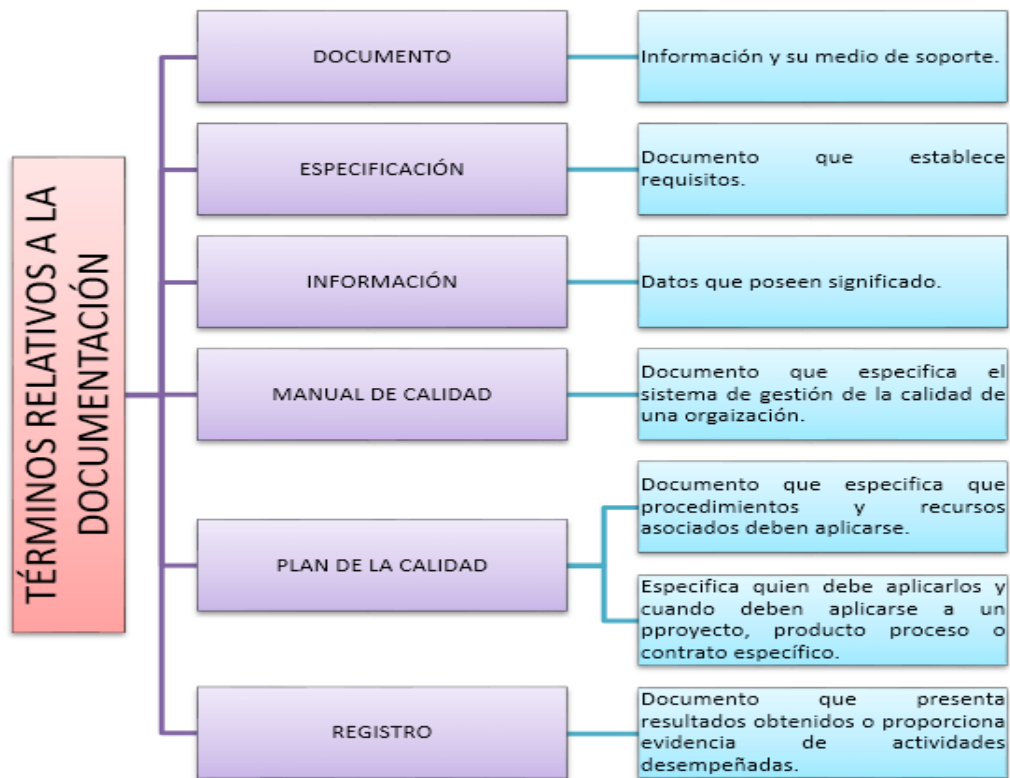 TÉRMINOS RELATIVOS A LA
DOCUMENTACIÓN
DOCUMENTO
Información y su medio de soporte.
ESPECIFICACIÓN
Documento que establece
requisitos.
INFORMACIÓN
Datos que poseen significado.
MANUAL DE CALIDAD
Documento que especifica el
sistema de gestión de la calidad de
una orgaización.
PLAN DE LA CALIDAD
Documento que especifica que
procedimientos y recursos
asociados deben aplicarse.
Especifica quien debe aplicarlos y
cuando deben aplicarse a un
pproyecto, producto proceso o
contrato específico.
REGISTRO
Documento que presenta
resultados obtenidos o proporciona
evidencia de actividades
desempeñadas.